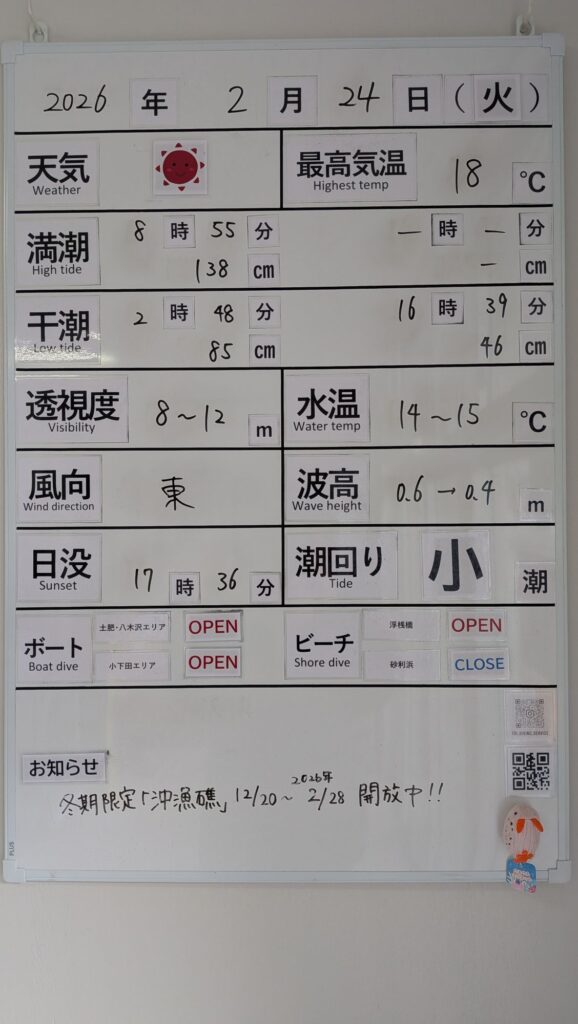 2026 年 2 月 24 日 (火)
天気 最高気温 18 ℃
Weather Highest temp
満潮 8 時 55 分 — 時 — 分
High tide 138 cm — cm
干潮 2 時 48 分 16 時 39 分
Low tide 85 cm 46 cm
透視度 8～12 m 水温 14～15 ℃
Visibility Water temp
風向 東 波高 0.6 → 0.4 m
Wind direction Wave height
日没 17 時 36 分 潮回り 小 潮
Sunset Tide
ボート 土肥・八木沢エリア OPEN ビーチ 浮桟橋 OPEN
Boat dive 小下田エリア OPEN Shore dive 砂利浜 CLOSE
TOI DIVING SERVICE
お知らせ
2026年
冬期限定「沖漁礁」12/20～2/28 開放中!!
PLUS